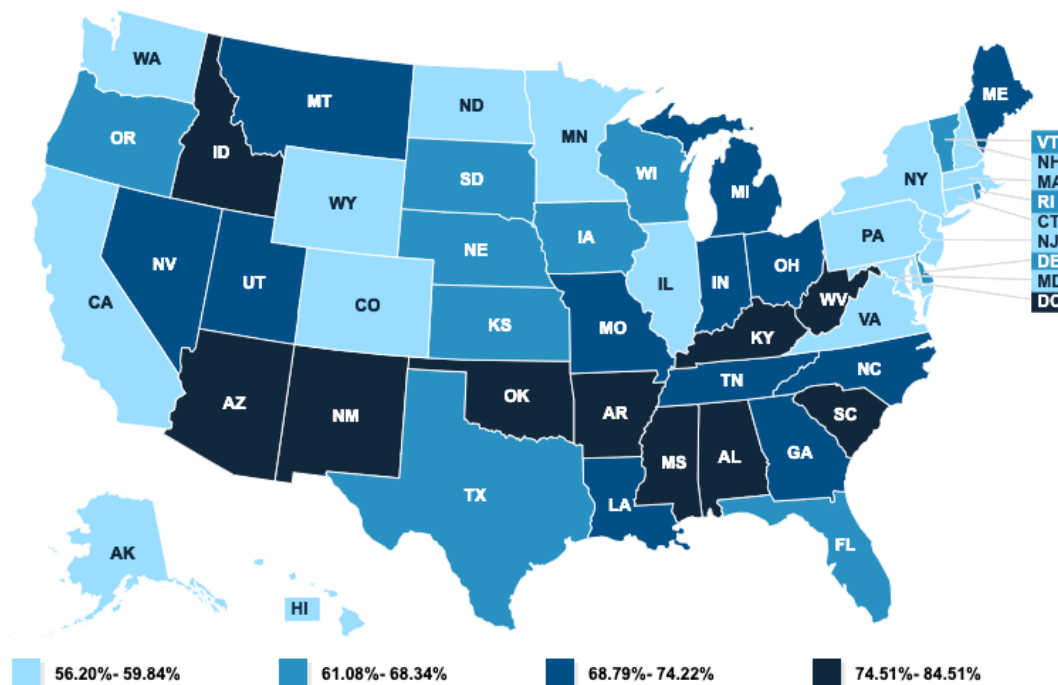 WA
ME
MT
ND
MN
VT
OR
ID
NH
SD
WI
MI
NY
MA
RI
WY
CT
PA
NJ
NE
IA
OH
DE
NV
UT
IL
IN
MD
CA
CO
WV
DC
KS
MO
KY
VA
TN
NC
AZ
NM
OK
AR
SC
MS
AL
GA
TX
LA
FL
AK
HI
56.20%- 59.84% 61.08%- 68.34% 68.79%- 74.22% 74.51%- 84.51%